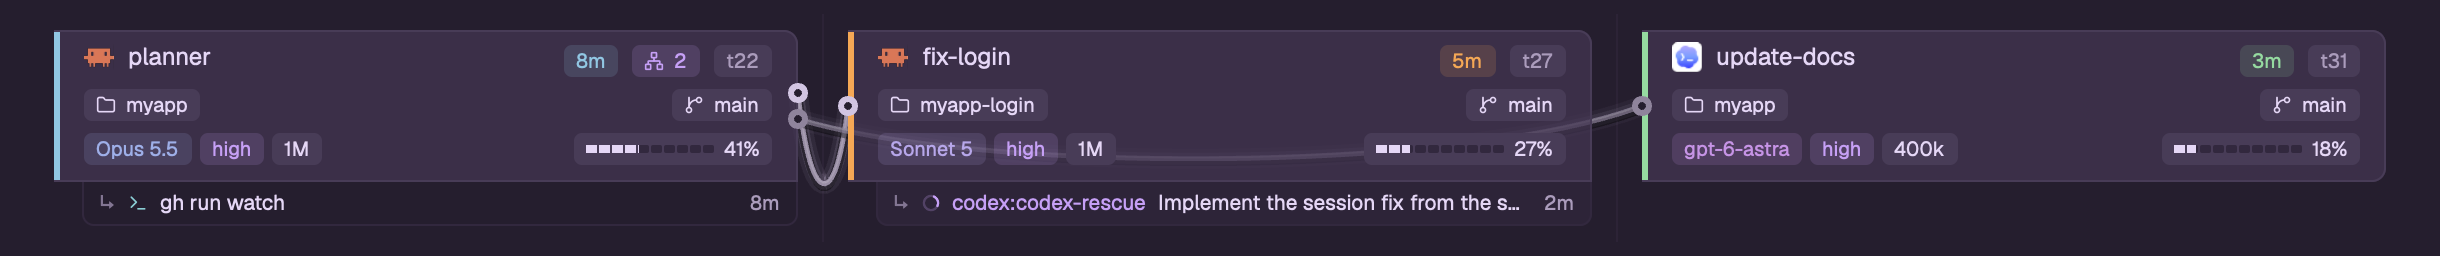 planner 8m 2 t22
myapp main
Opus 5.5 high 1M 41%
gh run watch 8m
fix-login 5m t27
myapp-login main
Sonnet 5 high 1M 27%
codex:codex-rescue Implement the session fix from the s... 2m
update-docs 3m t31
myapp main
gpt-6-astra high 400k 18%